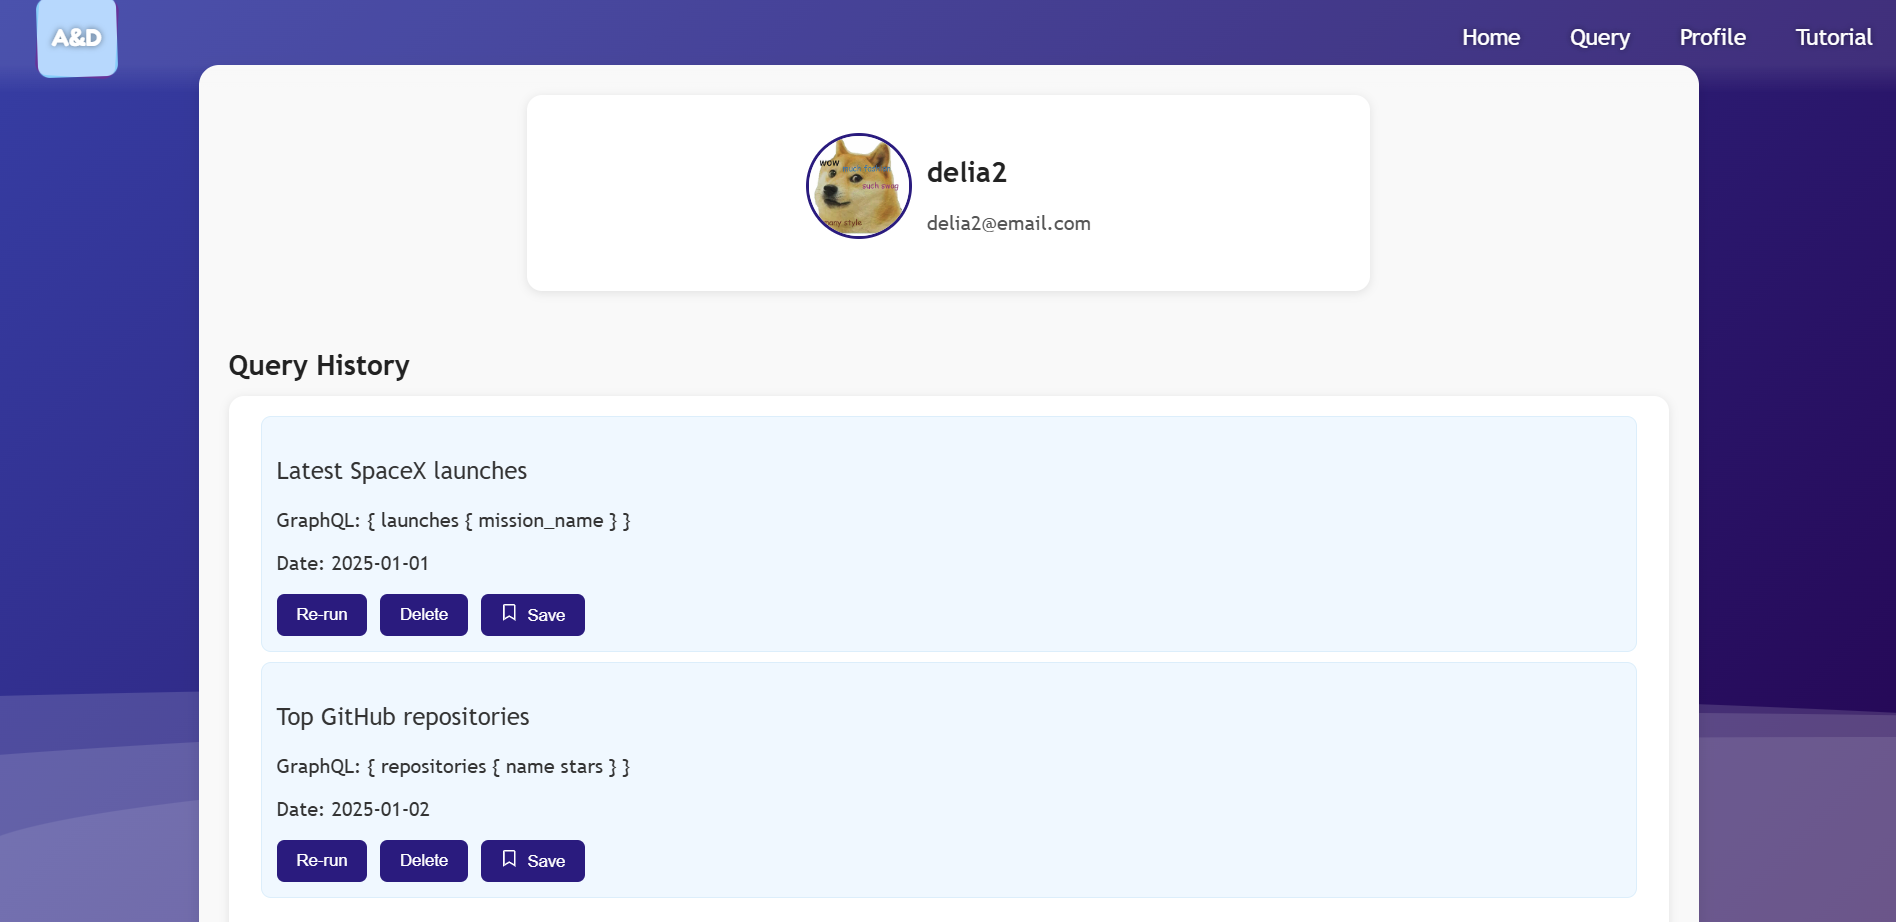 A&D
Home Query Profile Tutorial
wow
such swag
many style
delia2
delia2@email.com
Query History
Latest SpaceX launches
GraphQL: { launches { mission_name } }
Date: 2025-01-01
Re-run Delete Save
Top GitHub repositories
GraphQL: { repositories { name stars } }
Date: 2025-01-02
Re-run Delete Save